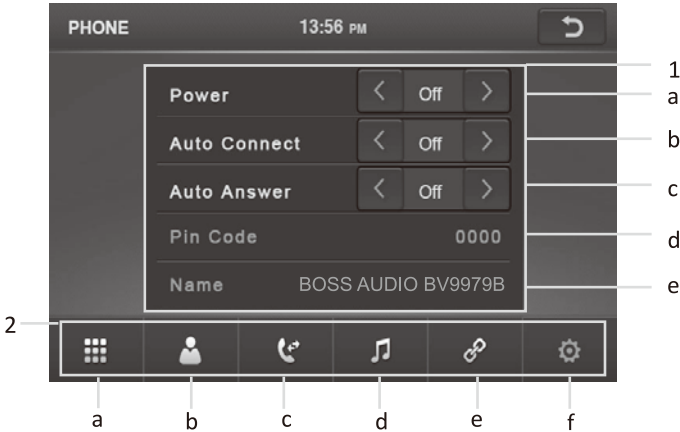 PHONE 13:56 PM
1
Power Off a
Auto Connect Off b
Auto Answer Off c
Pin Code 0000 d
Name BOSS AUDIO BV9979B e
2
a b c d e f